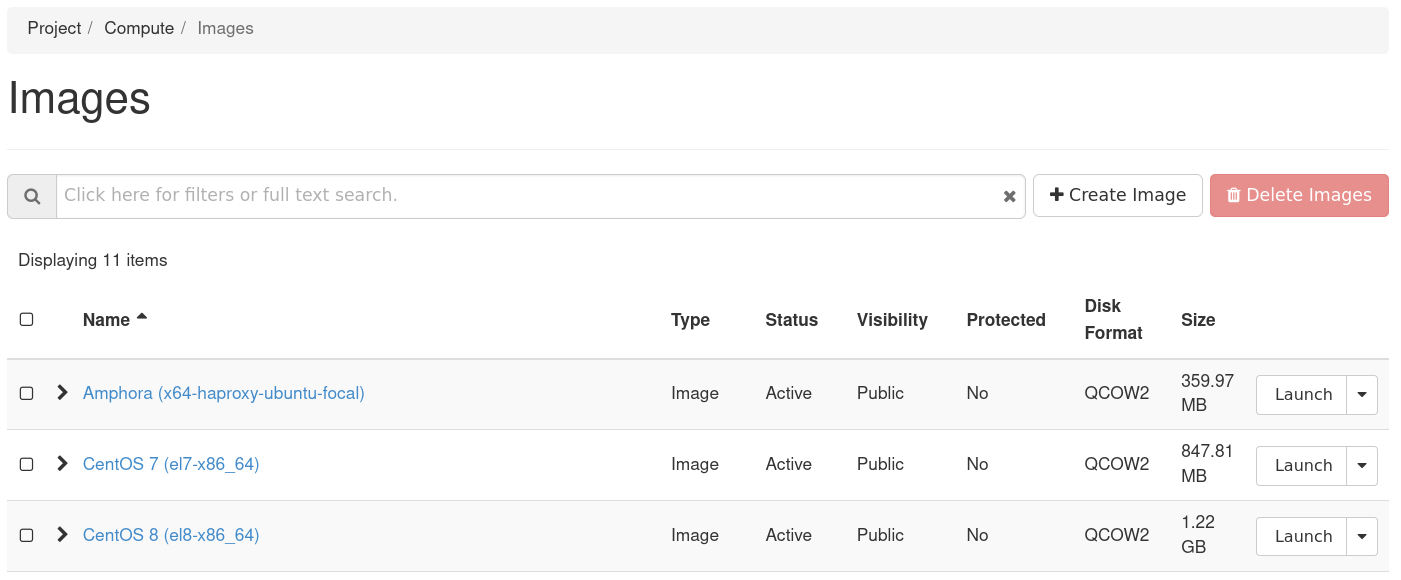 Project / Compute / Images
Images
Click here for filters or full text search.
Create Image
Delete Images
Displaying 11 items
Name Type Status Visibility Protected Disk Format Size
Amphora (x64-haproxy-ubuntu-focal) Image Active Public No QCOW2 359.97 MB Launch
CentOS 7 (el7-x86_64) Image Active Public No QCOW2 847.81 MB Launch
CentOS 8 (el8-x86_64) Image Active Public No QCOW2 1.22 GB Launch